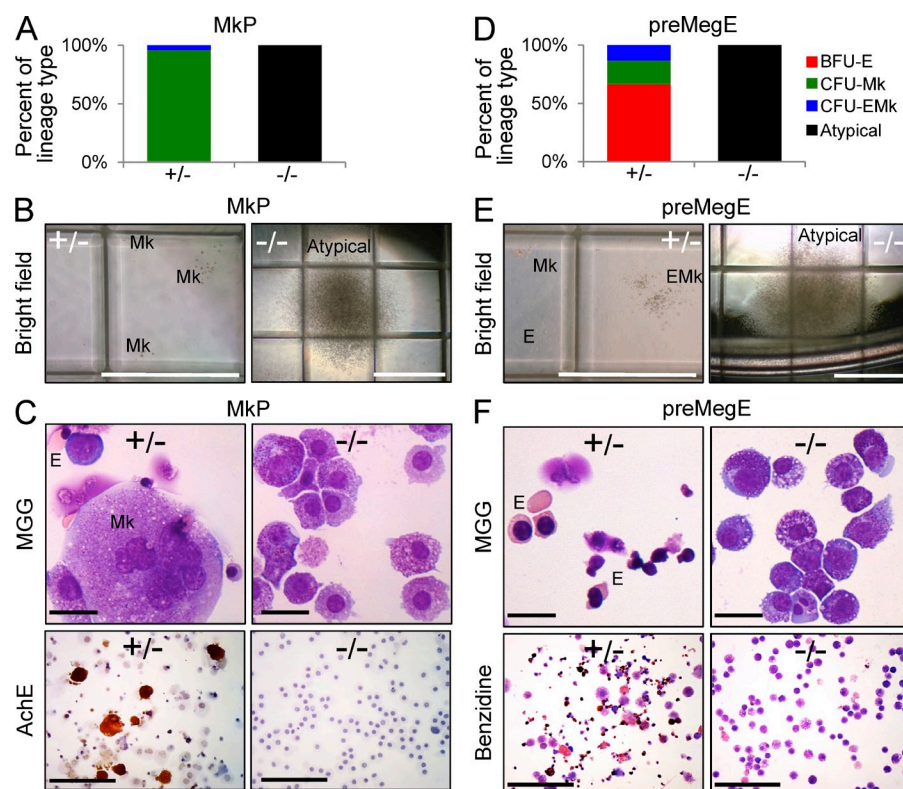 A
MkP
Percent of
lineage type
100%
50%
0%
+/-
-/-
D
preMegE
Percent of
lineage type
100%
50%
0%
+/-
-/-
BFU-E
CFU-Mk
CFU-EMk
Atypical
B
MkP
Bright field
+/-
Mk
Mk
Mk
-/-
Atypical
E
preMegE
Bright field
+/-
Mk
EMk
E
Atypical
-/-
C
MkP
MGG
+/-
E
Mk
-/-
AchE
+/-
-/-
F
preMegE
MGG
+/-
E
E
-/-
Benzidine
+/-
-/-